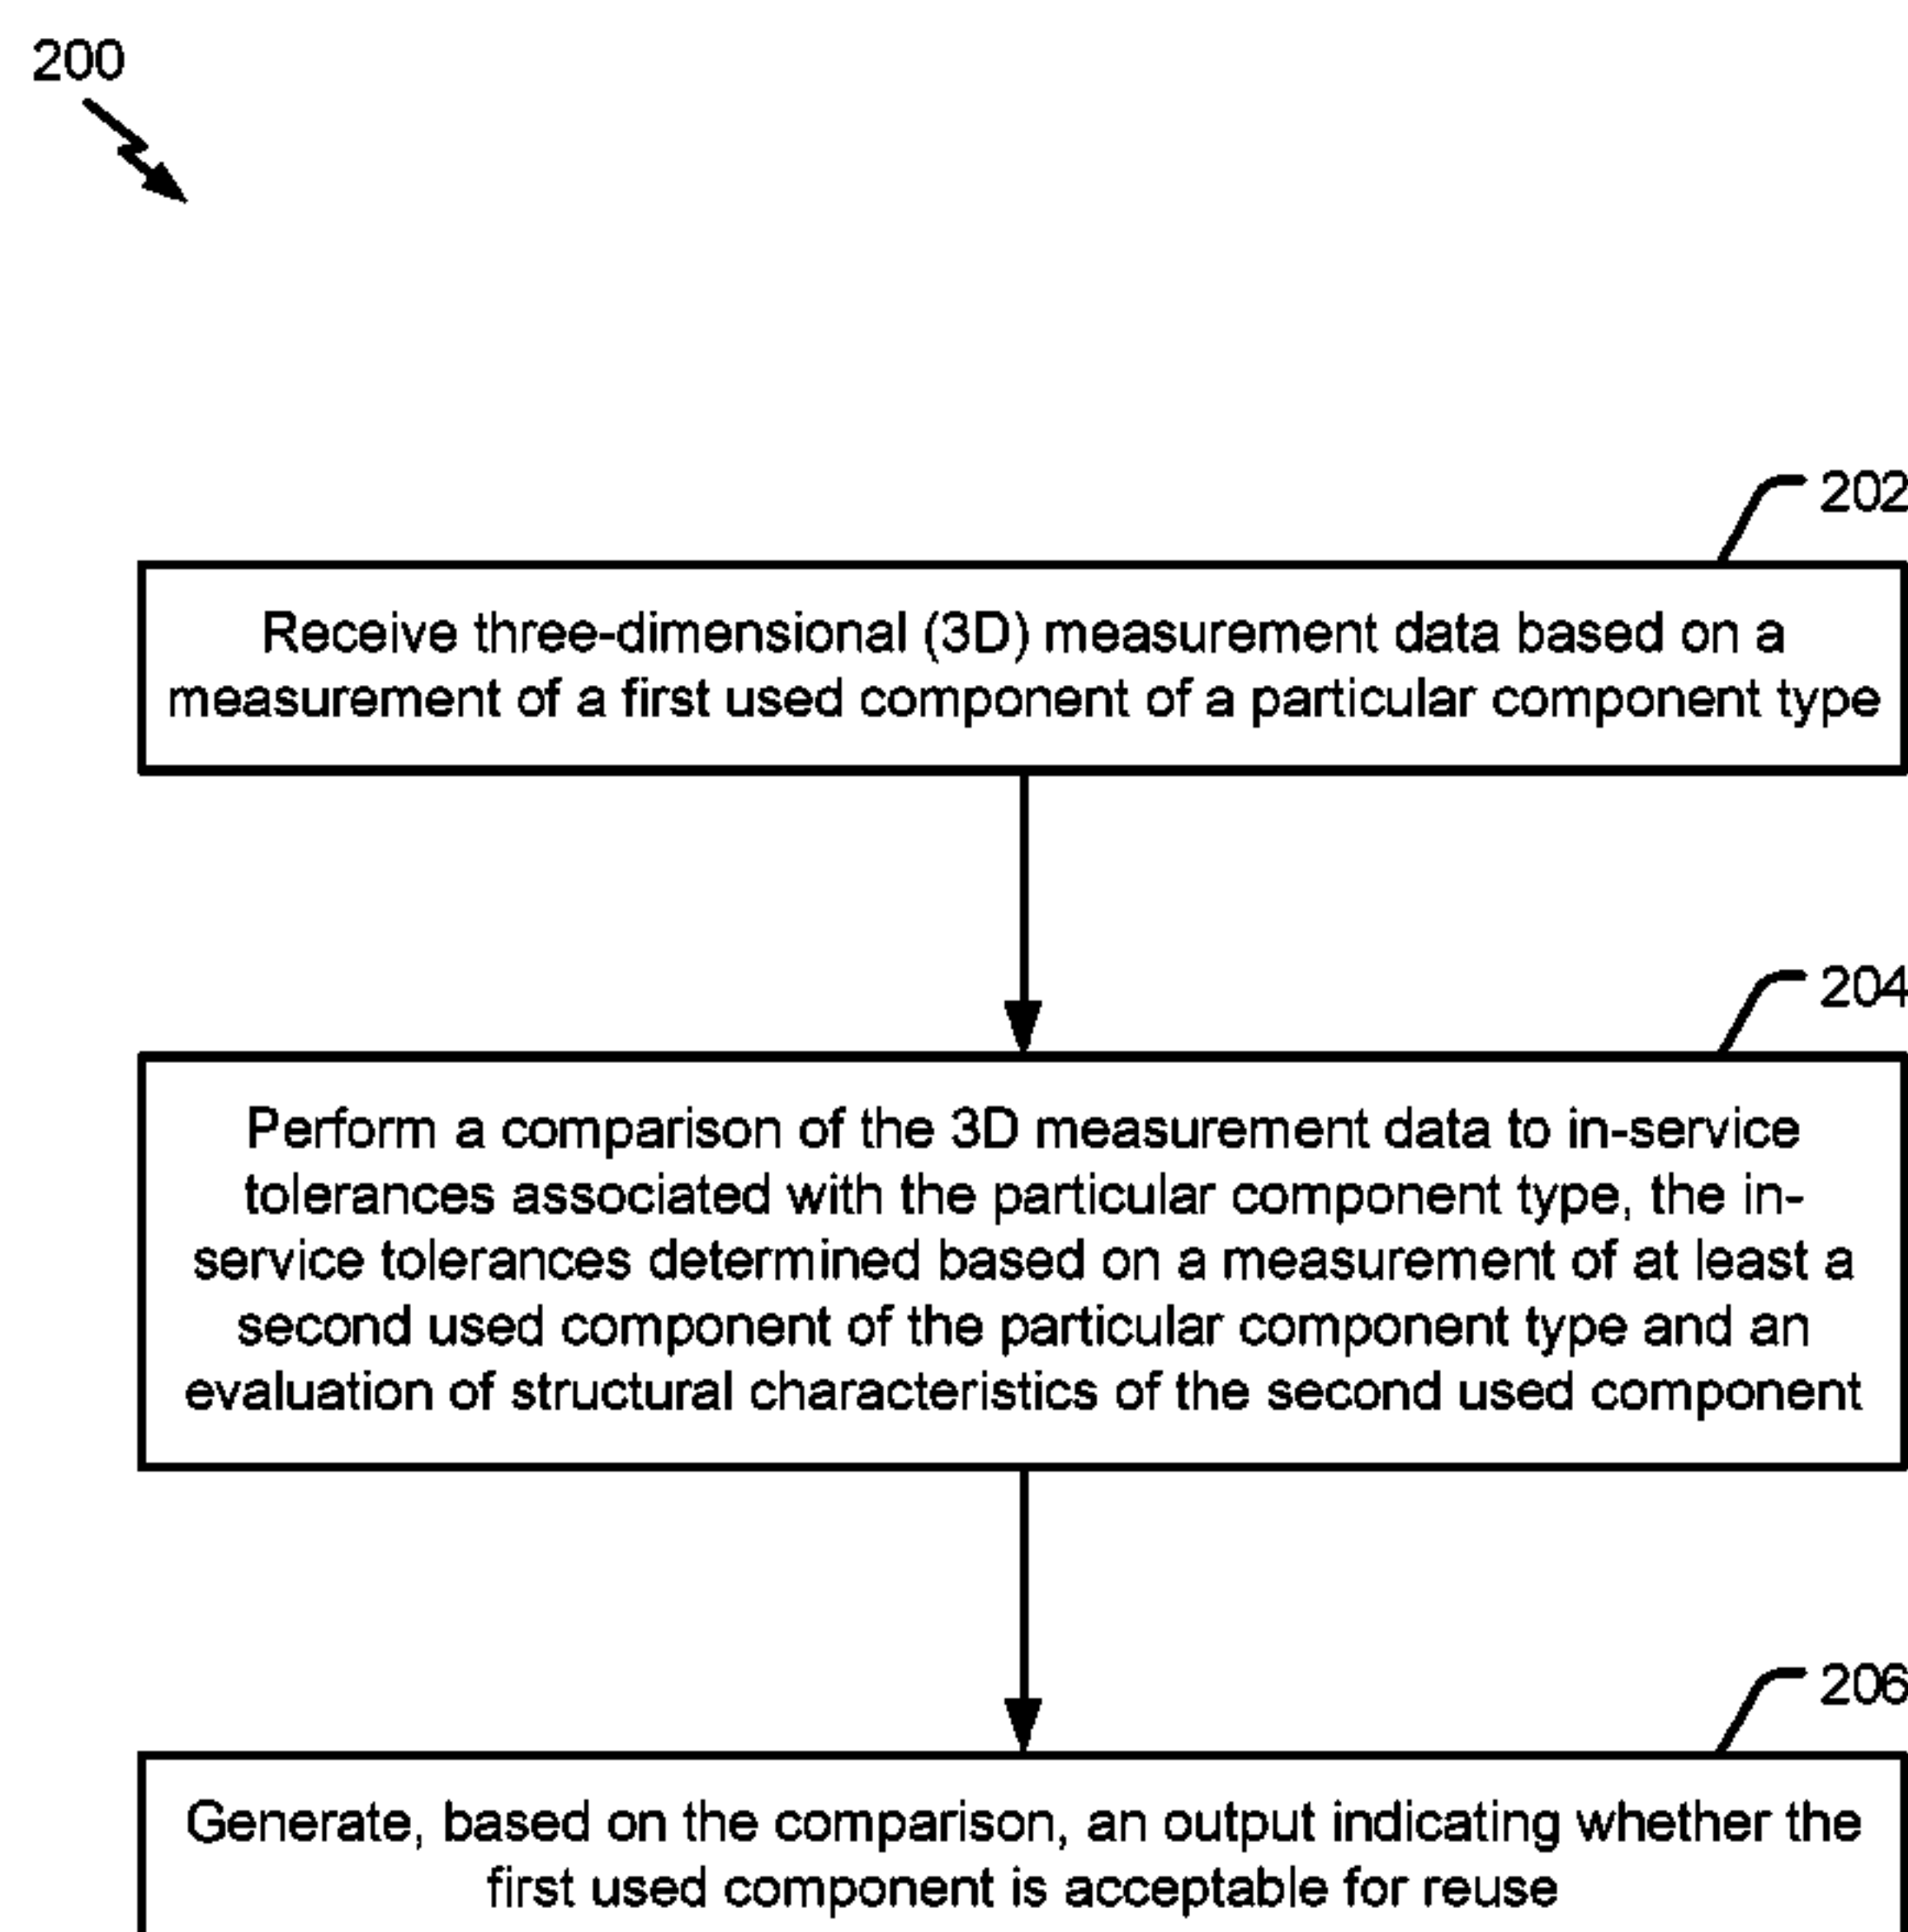 200
202
Receive three-dimensional (3D) measurement data based on a
measurement of a first used component of a particular component type
204
Perform a comparison of the 3D measurement data to in-service
tolerances associated with the particular component type, the in-
service tolerances determined based on a measurement of at least a
second used component of the particular component type and an
evaluation of structural characteristics of the second used component
206
Generate, based on the comparison, an output indicating whether the
first used component is acceptable for reuse